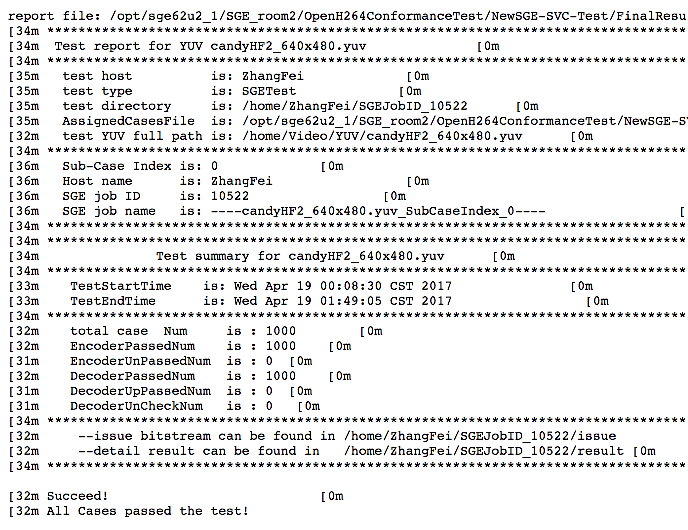 report file: /opt/sge62u2_1/SGE_room2/OpenH264ConformanceTest/NewSGE-SVC-Test/FinalResu
[34m *********************************************************************************
[34m  Test report for YUV candyHF2_640x480.yuv              [0m
[34m *********************************************************************************
[35m   test host          is: ZhangFei             [0m
[35m   test type          is: SGETest              [0m
[35m   test directory     is: /home/ZhangFei/SGEJobID_10522      [0m
[35m   AssignedCasesFile  is: /opt/sge62u2_1/SGE_room2/OpenH264ConformanceTest/NewSGE-S
[32m   test YUV full path is: /home/Video/YUV/candyHF2_640x480.yuv      [0m
[34m *********************************************************************************
[36m   Sub-Case Index is: 0             [0m
[36m   Host name      is: ZhangFei                 [0m
[36m   SGE job ID     is: 10522                 [0m
[36m   SGE job name   is: ----candyHF2_640x480.yuv_SubCaseIndex_0----                 [
[34m *********************************************************************************
[34m *********************************************************************************
[34m               Test summary for candyHF2_640x480.yuv      [0m
[34m *********************************************************************************
[33m    TestStartTime    is: Wed Apr 19 00:08:30 CST 2017               [0m
[33m    TestEndTime      is: Wed Apr 19 01:49:05 CST 2017                 [0m
[34m *********************************************************************************
[32m    total case  Num     is : 1000        [0m
[32m    EncoderPassedNum    is : 1000    [0m
[31m    EncoderUnPassedNum  is : 0  [0m
[32m    DecoderPassedNum    is : 1000    [0m
[31m    DecoderUpPassedNum  is : 0  [0m
[31m    DecoderUnCheckNum   is : 0   [0m
[34m *********************************************************************************
[32m     --issue bitstream can be found in /home/ZhangFei/SGEJobID_10522/issue
[32m     --detail result can be found in   /home/ZhangFei/SGEJobID_10522/result [0m
[34m *********************************************************************************
[32m Succeed!                           [0m
[32m All Cases passed the test!